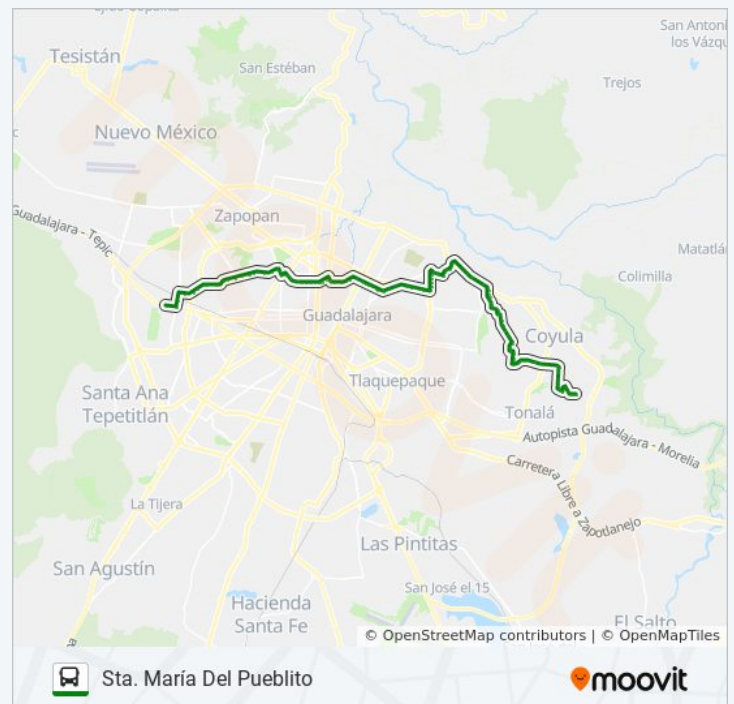 San Antoni
los Vázqu
Tesistán
San Estéban
Trejos
Nuevo México
Guadalajara - Tepic
Zapopan
Matatlá
Colimilla
Guadalajara
Coyula
Tlaquepaque
Santa Ana
Tepetitlán
Tonalá
Autopista Guadalajara - Morelia
Carretera Libre a Zapotlanejo
La Tijera
Las Pintitas
San Agustín
San José el 15
Hacienda
Santa Fe
El Salto
© OpenStreetMap contributors | © OpenMapTiles
Sta. María Del Pueblito
moovit